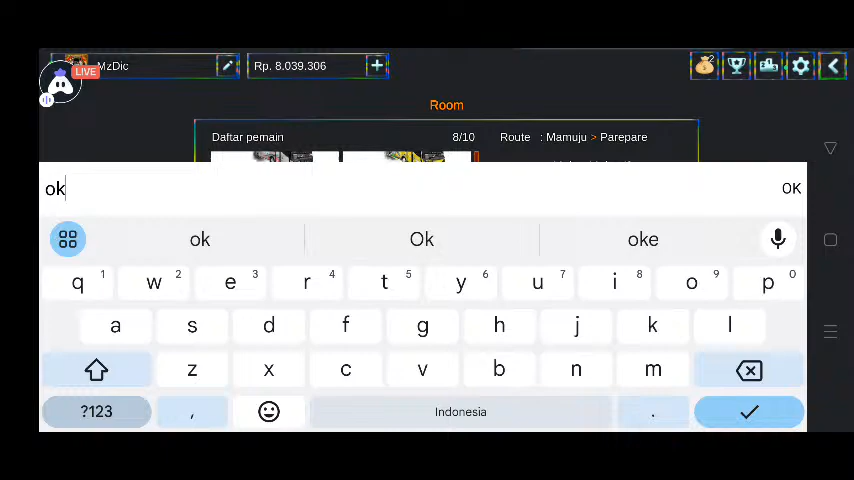 MzDic
Rp. 8.039.306
LIVE
Room
Daftar pemain
8/10
Route : Mamuju > Parepare
ok
OK
ok
Ok
oke
q 1 w 2 e 3 r 4 t 5 y 6 u 7 i 8 o 9 p 0
a s d f g h j k l
z x c v b n m
?123 , Indonesia .